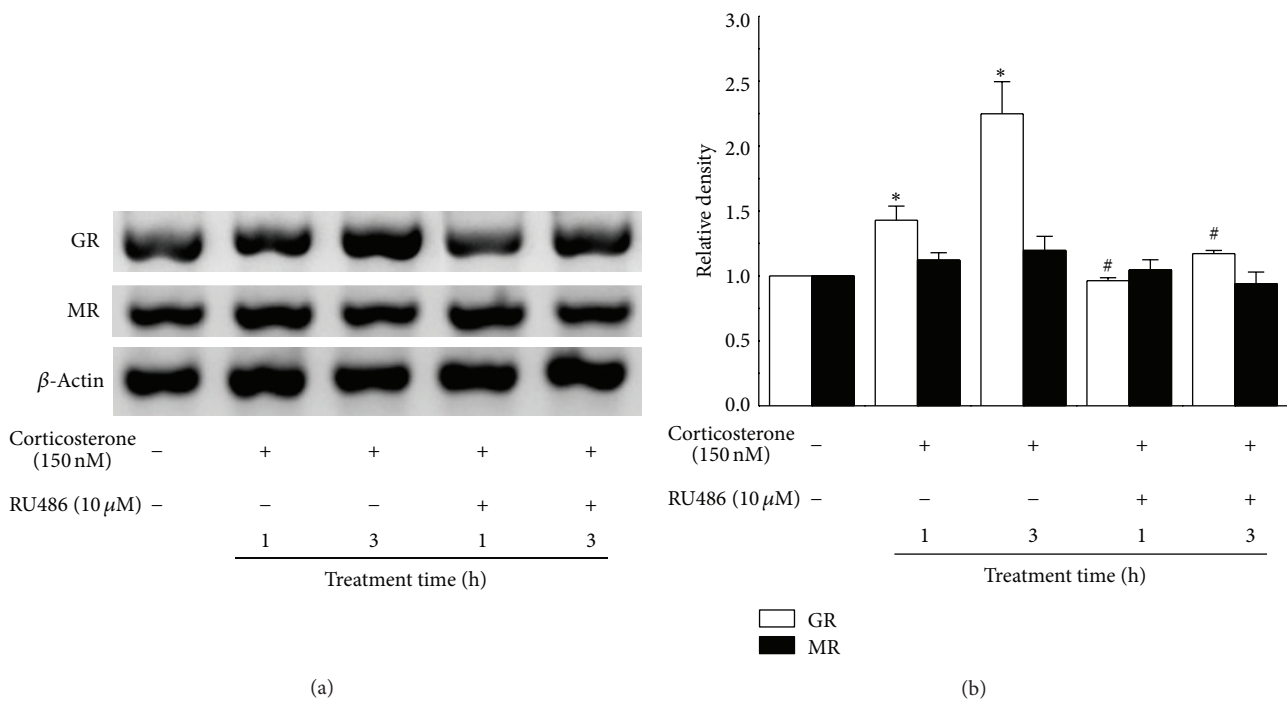 GR
MR
β-Actin
Corticosterone
(150 nM) − + + + +
RU486 (10 μM) − − − + +
1 3 1 3
Treatment time (h)
(a)
3.0
2.5
2.0
1.5
1.0
0.5
0.0
Relative density
* * # #
Corticosterone
(150 nM) − + + + +
RU486 (10 μM) − − − + +
1 3 1 3
Treatment time (h)
GR
MR
(b)